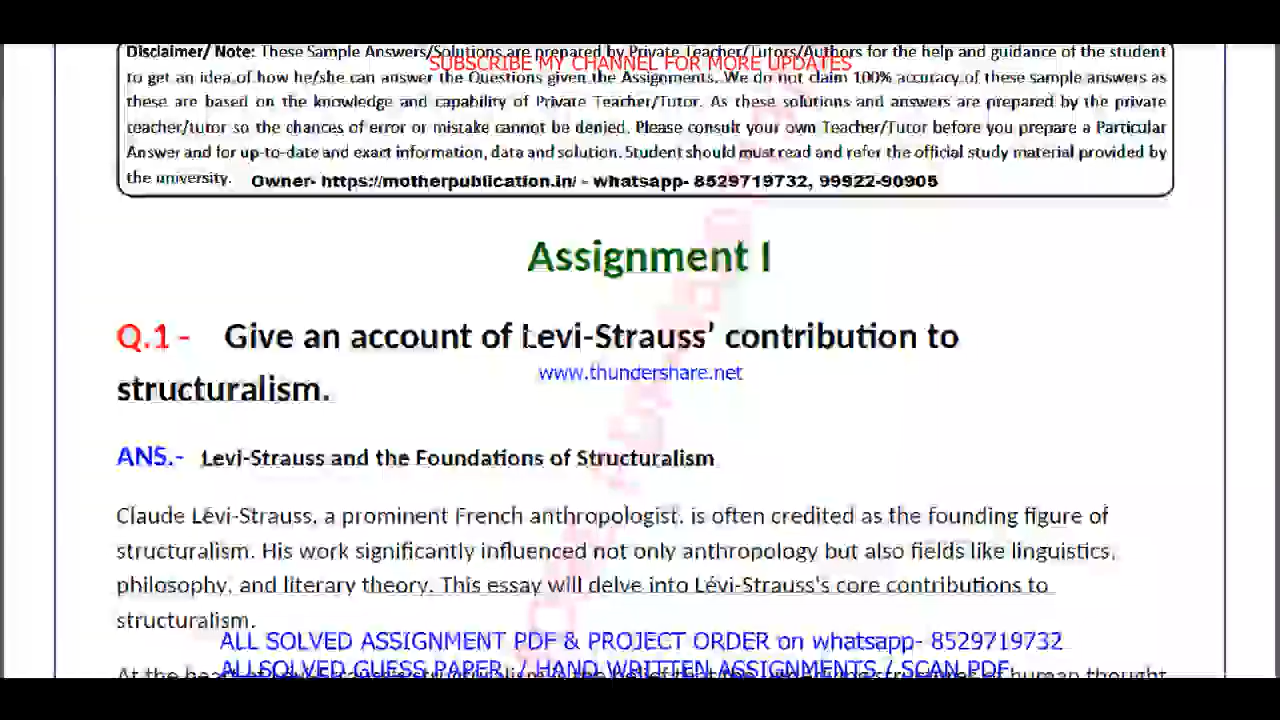 Disclaimer/ Note: These Sample Answers/Solutions are prepared by Private Teacher/Tutors/Authors for the help and guidance of the student
SUBSCRIBE MY CHANNEL FOR MORE UPDATES
to get an idea of how he/she can answer the Questions given the Assignments. We do not claim 100% accuracy of these sample answers as
these are based on the knowledge and capability of Private Teacher/Tutor. As these solutions and answers are prepared by the private
teacher/tutor so the chances of error or mistake cannot be denied. Please consult your own Teacher/Tutor before you prepare a Particular
Answer and for up-to-date and exact information, data and solution. Student should must read and refer the official study material provided by
the university. Owner- https://motherpublication.in/ - whatsapp- 8529719732, 99922-90905
Assignment I
Q.1 - Give an account of Levi-Strauss’ contribution to
www.thundershare.net
structuralism.
ANS.- Levi-Strauss and the Foundations of Structuralism
Claude Lévi-Strauss, a prominent French anthropologist, is often credited as the founding figure of
structuralism. His work significantly influenced not only anthropology but also fields like linguistics,
philosophy, and literary theory. This essay will delve into Lévi-Strauss's core contributions to
structuralism.
ALL SOLVED ASSIGNMENT PDF & PROJECT ORDER on whatsapp- 8529719732
ALLSOLVED GUESS PAPER / HAND WRITTEN ASSIGNMENTS / SCAN PDF
At the human thought